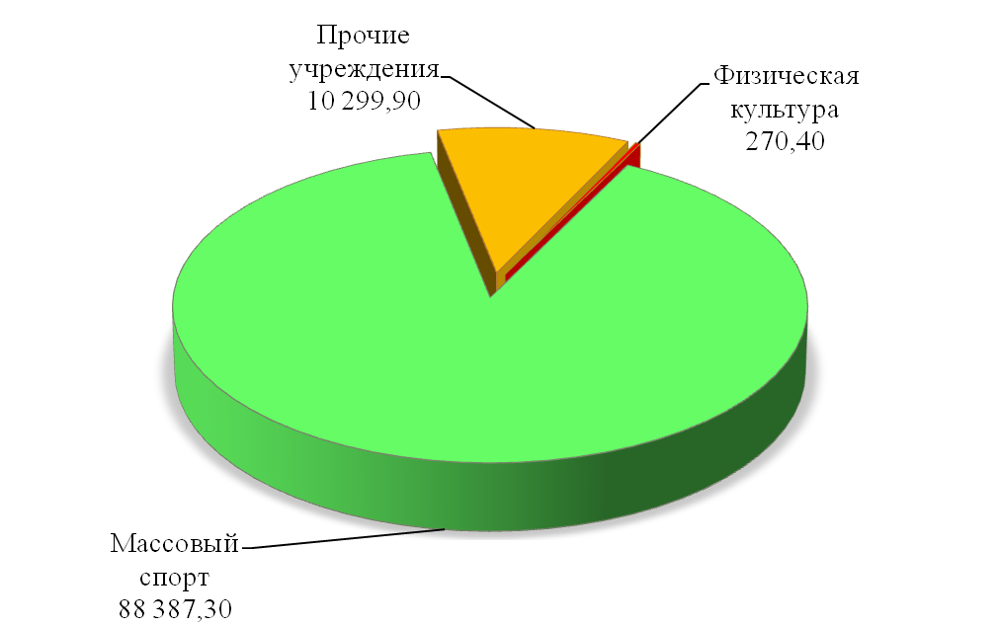 Прочие
учреждения
10 299,90
Физическая
культура
270,40
Массовый
спорт
88 387,30